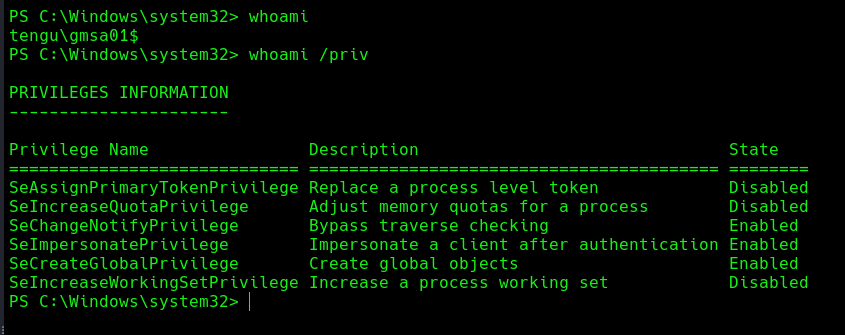 PS C:\Windows\system32> whoami
tengu\gmsa01$
PS C:\Windows\system32> whoami /priv
PRIVILEGES INFORMATION
----------------------
Privilege Name                Description                               State
============================= ========================================= ========
SeAssignPrimaryTokenPrivilege Replace a process level token             Disabled
SeIncreaseQuotaPrivilege      Adjust memory quotas for a process        Disabled
SeChangeNotifyPrivilege       Bypass traverse checking                  Enabled
SeImpersonatePrivilege        Impersonate a client after authentication Enabled
SeCreateGlobalPrivilege       Create global objects                     Enabled
SeIncreaseWorkingSetPrivilege Increase a process working set            Disabled
PS C:\Windows\system32>